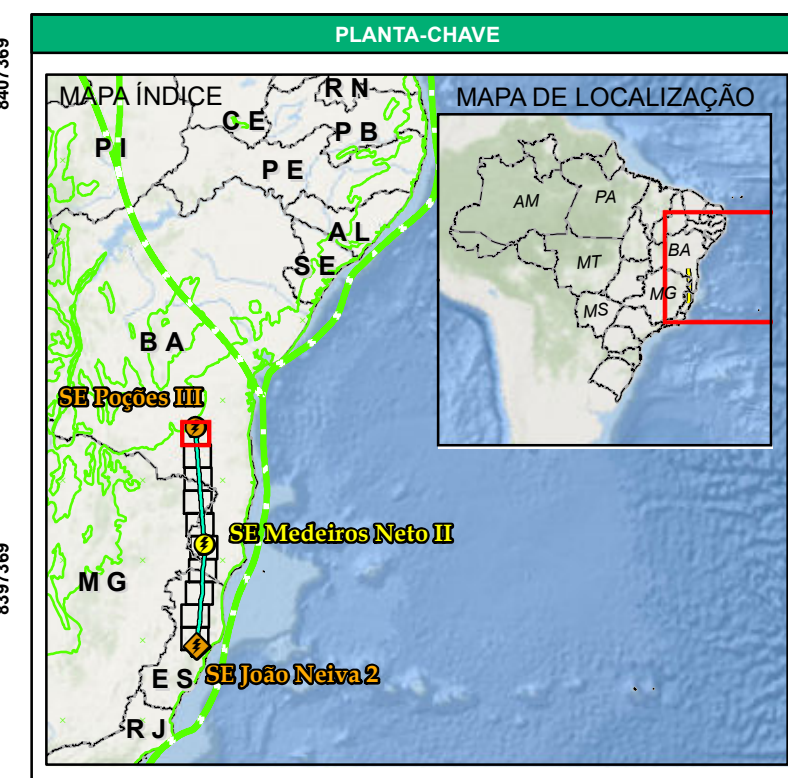 PLANTA-CHAVE
8407369
8397369
MAPA ÍNDICE
R N
C E
P B
P I
P E
A L
S E
B A
SE Poções III
SE Medeiros Neto II
M G
SE João Neiva 2
E S
R J
MAPA DE LOCALIZAÇÃO
AM
PA
BA
MT
MG
MS